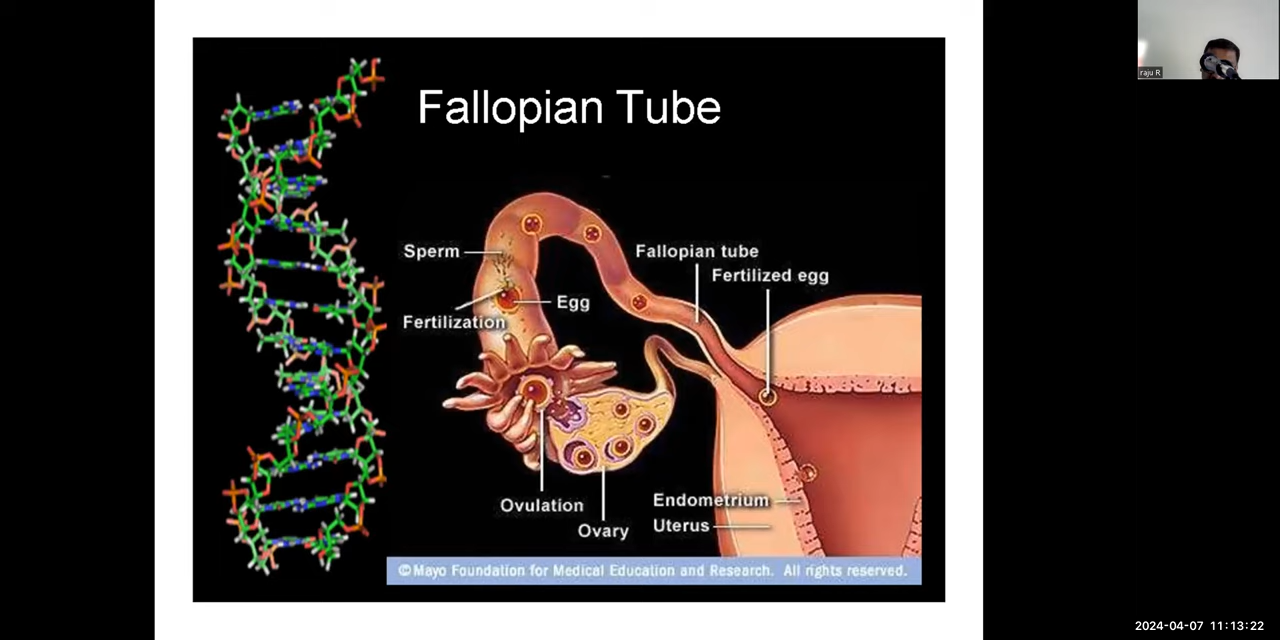 raju R
Fallopian Tube
Sperm
Fallopian tube
Fertilized egg
Egg
Fertilization
Ovulation
Ovary
Endometrium
Uterus
©Mayo Foundation for Medical Education and Research. All rights reserved.
2024-04-07 11:13:22